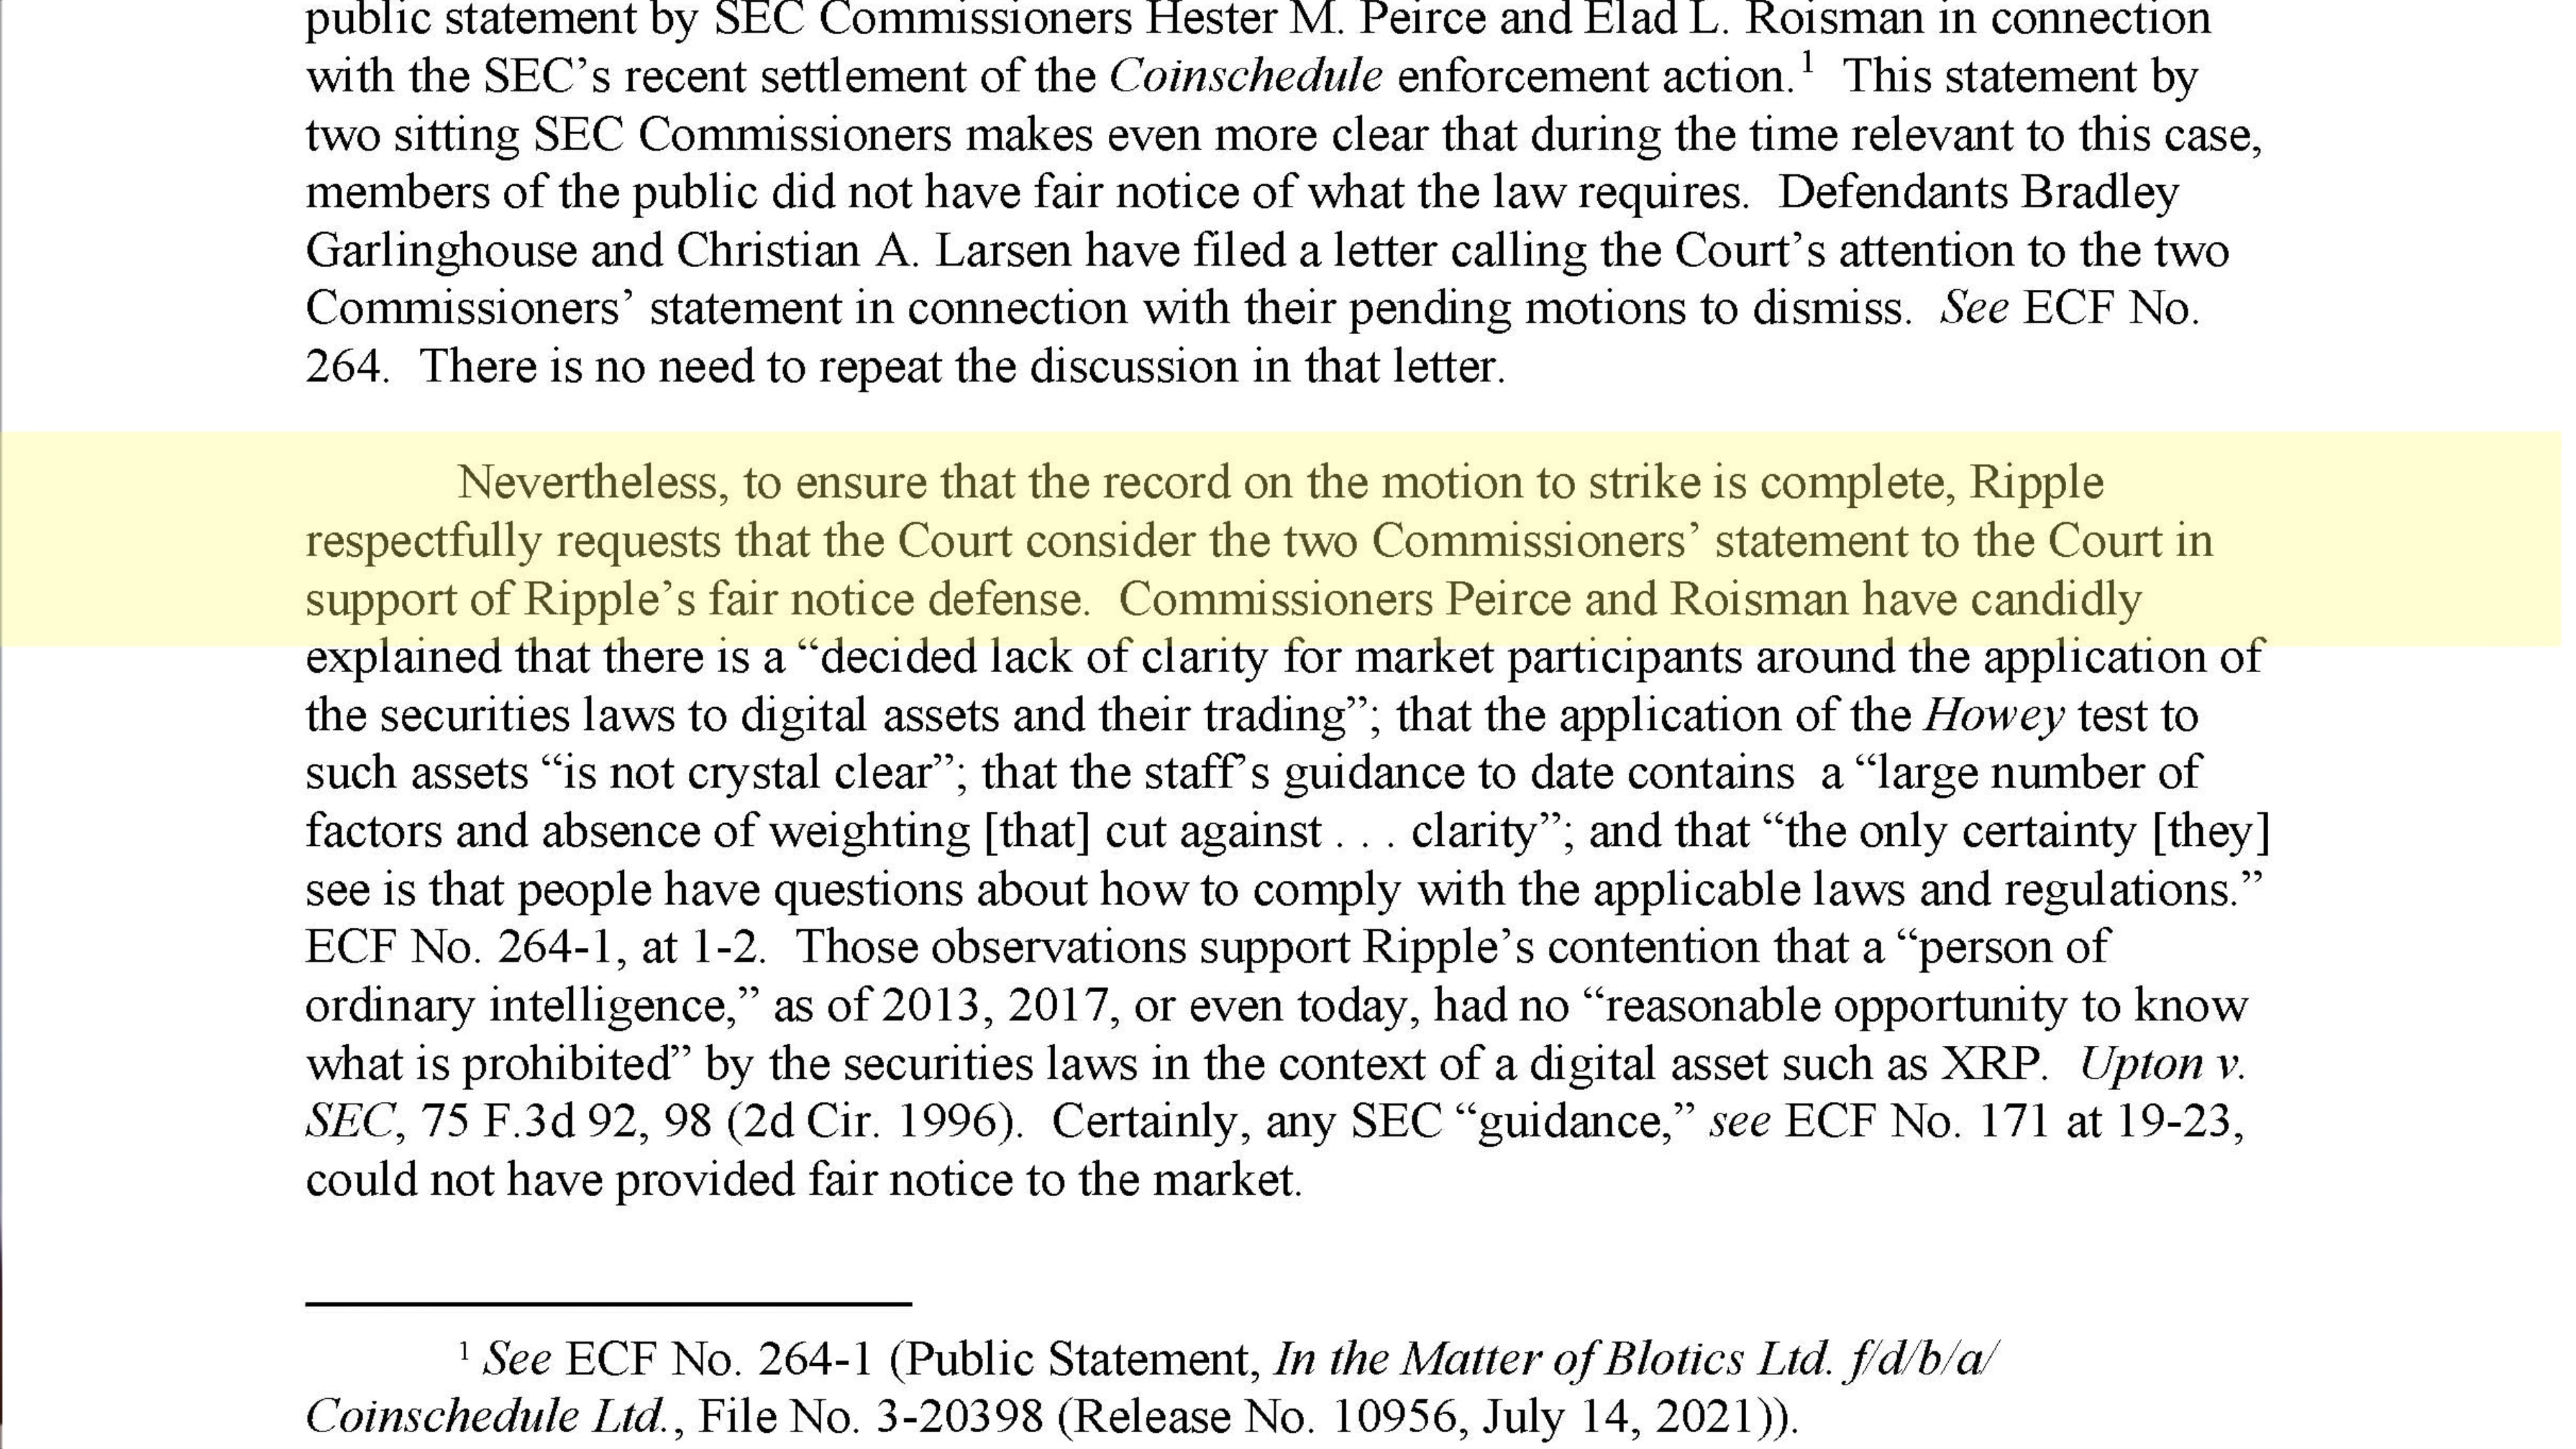 public statement by SEC Commissioners Hester M. Peirce and Elad L. Roisman in connection
with the SEC’s recent settlement of the Coinschedule enforcement action.¹  This statement by
two sitting SEC Commissioners makes even more clear that during the time relevant to this case,
members of the public did not have fair notice of what the law requires.  Defendants Bradley
Garlinghouse and Christian A. Larsen have filed a letter calling the Court’s attention to the two
Commissioners’ statement in connection with their pending motions to dismiss.  See ECF No.
264.  There is no need to repeat the discussion in that letter.
Nevertheless, to ensure that the record on the motion to strike is complete, Ripple
respectfully requests that the Court consider the two Commissioners’ statement to the Court in
support of Ripple’s fair notice defense.  Commissioners Peirce and Roisman have candidly
explained that there is a “decided lack of clarity for market participants around the application of
the securities laws to digital assets and their trading”; that the application of the Howey test to
such assets “is not crystal clear”; that the staff’s guidance to date contains  a “large number of
factors and absence of weighting [that] cut against . . . clarity”; and that “the only certainty [they]
see is that people have questions about how to comply with the applicable laws and regulations.”
ECF No. 264-1, at 1-2.  Those observations support Ripple’s contention that a “person of
ordinary intelligence,” as of 2013, 2017, or even today, had no “reasonable opportunity to know
what is prohibited” by the securities laws in the context of a digital asset such as XRP.  Upton v.
SEC, 75 F.3d 92, 98 (2d Cir. 1996).  Certainly, any SEC “guidance,” see ECF No. 171 at 19-23,
could not have provided fair notice to the market.
¹ See ECF No. 264-1 (Public Statement, In the Matter of Blotics Ltd. f/d/b/a/
Coinschedule Ltd., File No. 3-20398 (Release No. 10956, July 14, 2021)).